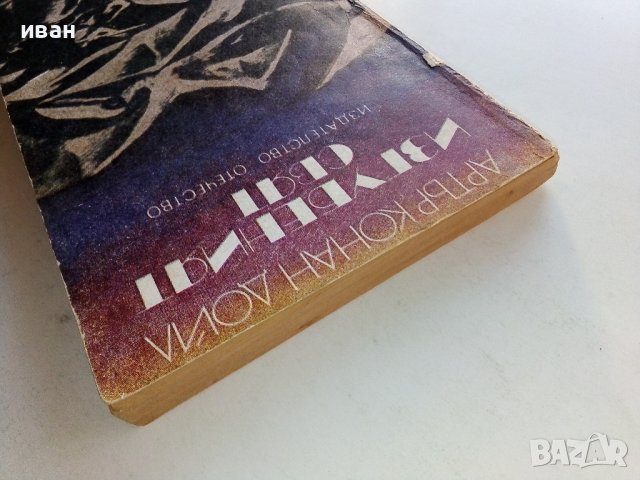 иван
АРТЪР КОНАН ДОЙЛ
ИЗГУБЕНИЯТ
СВЯТ
ИЗДАТЕЛСТВО ОТЕЧЕСТВО
BAZAR